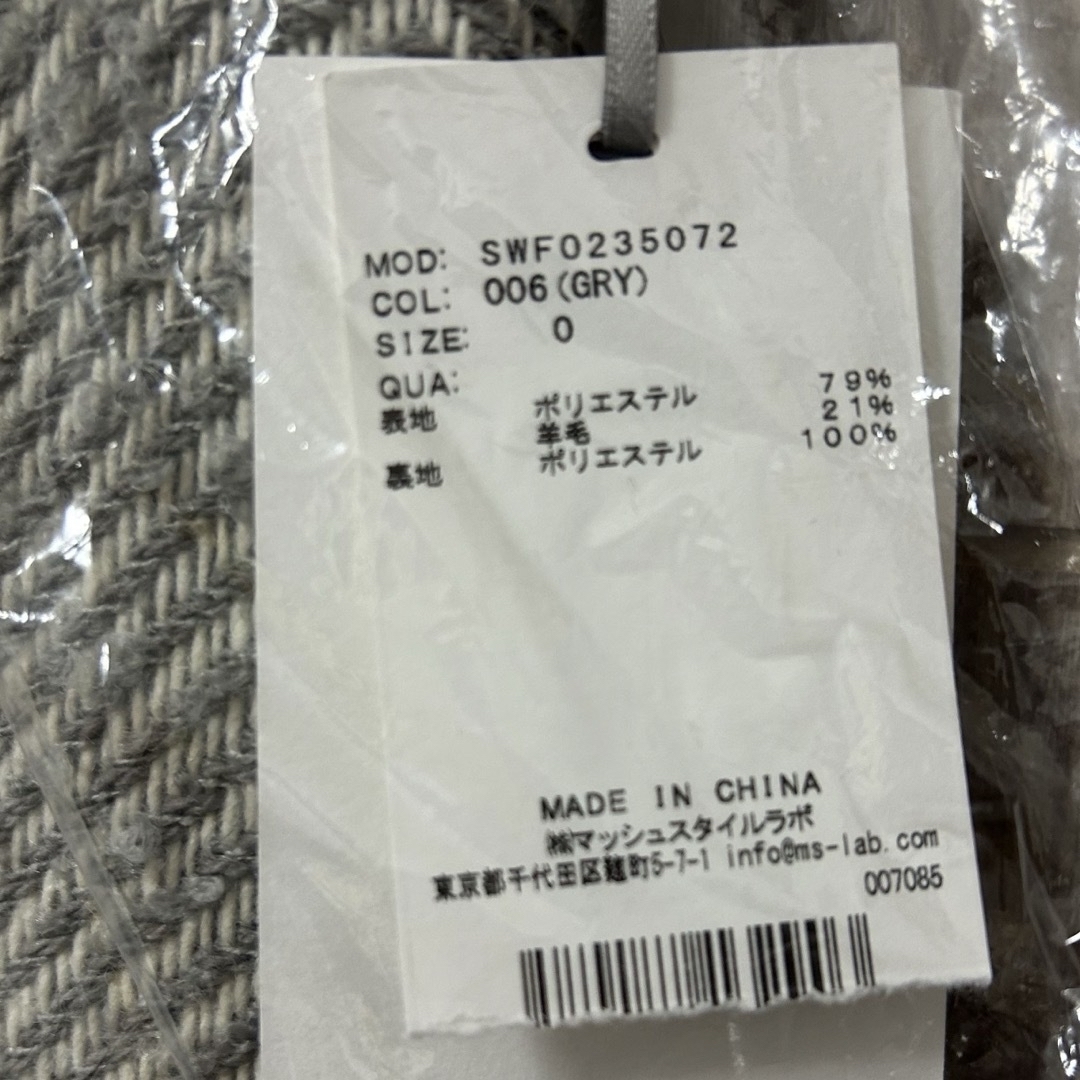 MOD: SWF0235072
COL: 006(GRY)
SIZE: 0
QUA:
表地 ポリエステル 79%
羊毛 21%
裏地 ポリエステル 100%
MADE IN CHINA
㈱マッシュスタイルラボ
東京都千代田区麹町5-7-1 info@ms-lab.com
007085